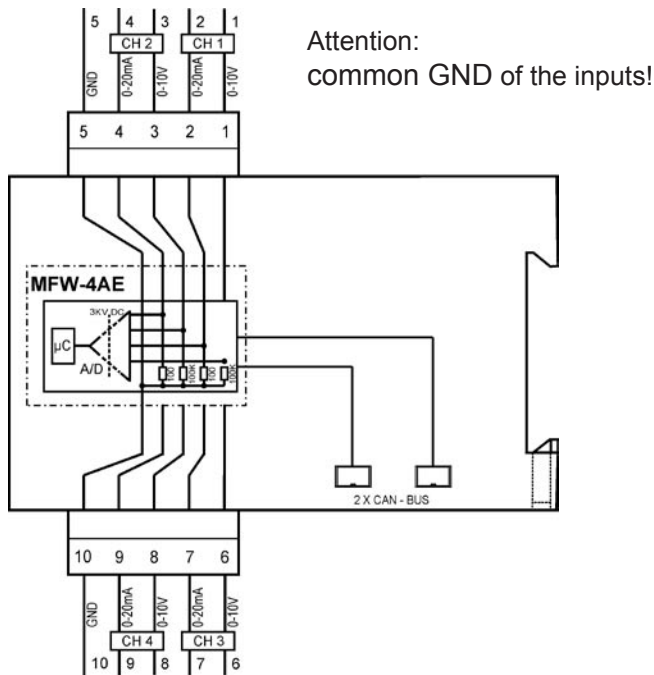 5 4 3 2 1
CH 2 CH 1
GND 0-20mA 0-10V 0-20mA 0-10V
Attention:
common GND of the inputs!
5 4 3 2 1
MFW-4AE
3KV DC
µC
A/D
100 100K 100 100K
2 X CAN - BUS
10 9 8 7 6
GND 0-20mA 0-10V 0-20mA 0-10V
CH 4 CH 3
10 9 8 7 6